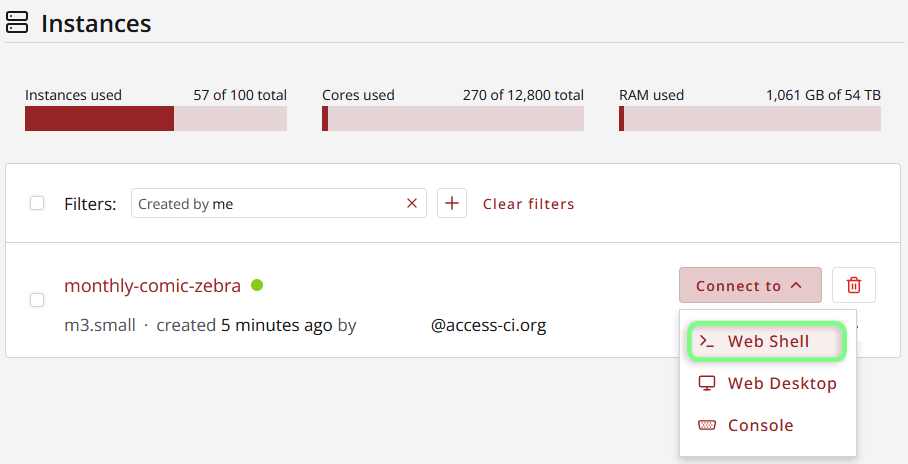 Instances
Instances used 57 of 100 total
Cores used 270 of 12,800 total
RAM used 1,061 GB of 54 TB
Filters: Created by me Clear filters
monthly-comic-zebra Connect to
m3.small · created 5 minutes ago by @access-ci.org
Web Shell
Web Desktop
Console